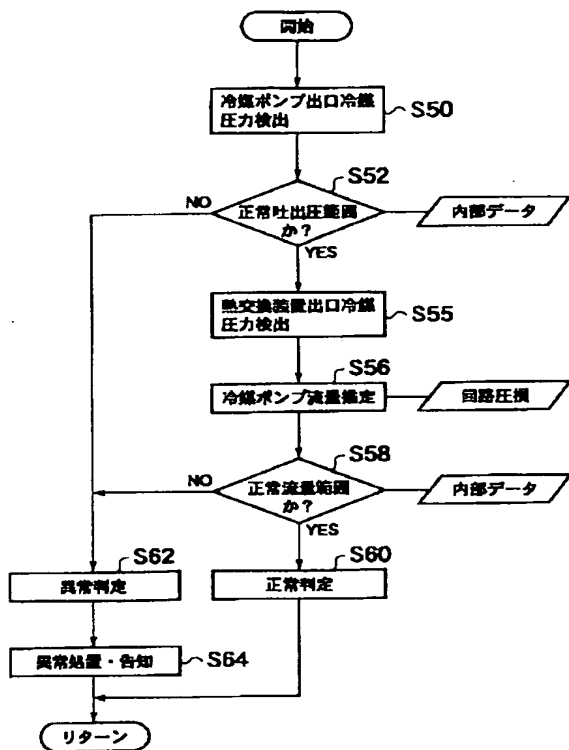 開始
冷媒ポンプ出口冷媒
圧力検出
S50
S52
NO
正常吐出圧範囲
か？
内部データ
YES
熱交換装置出口冷媒
圧力検出
S55
S56
冷媒ポンプ流量推定
回路圧損
S58
NO
正常流量範囲
か？
内部データ
YES
S62
S60
異常判定
正常判定
異常処置・告知
S64
リターン